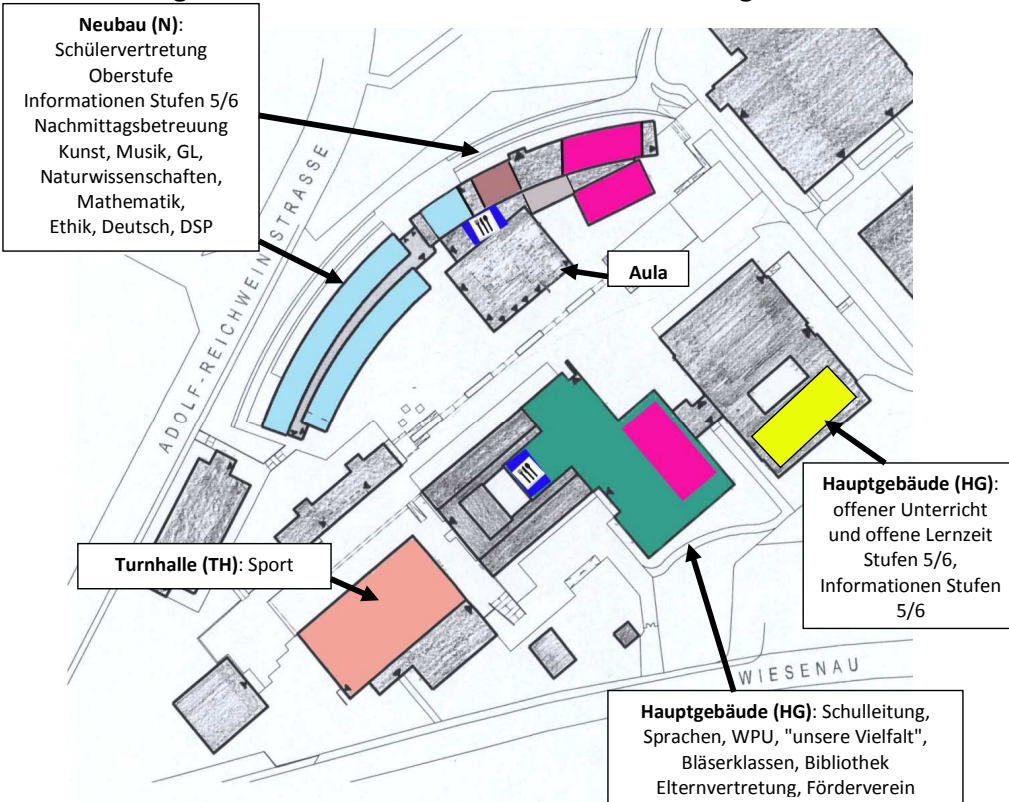 Neubau (N):
Schülervertretung
Oberstufe
Informationen Stufen 5/6
Nachmittagsbetreuung
Kunst, Musik, GL,
Naturwissenschaften,
Mathematik,
Ethik, Deutsch, DSP
ADOLF-REICHWEIN-STRASSE
Aula
Hauptgebäude (HG):
offener Unterricht
und offene Lernzeit
Stufen 5/6,
Informationen Stufen
5/6
Turnhalle (TH): Sport
WIESENAU
Hauptgebäude (HG): Schulleitung,
Sprachen, WPU, "unsere Vielfalt",
Bläserklassen, Bibliothek
Elternvertretung, Förderverein